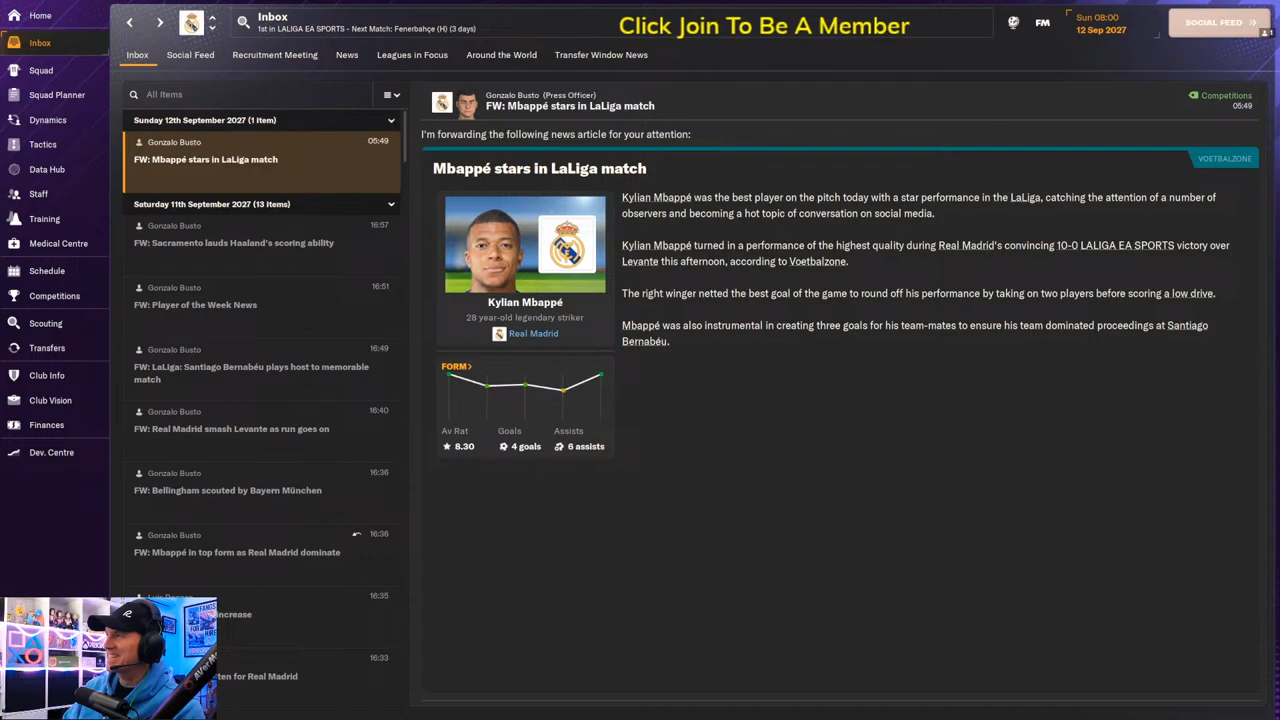 Home
Inbox
Squad
Squad Planner
Dynamics
Tactics
Data Hub
Staff
Training
Medical Centre
Schedule
Competitions
Scouting
Transfers
Club Info
Club Vision
Finances
Dev. Centre
Inbox
1st in LALIGA EA SPORTS - Next Match: Fenerbahçe (H) (3 days)
Click Join To Be A Member
FM
Sun 08:00
12 Sep 2027
SOCIAL FEED
1
Inbox Social Feed Recruitment Meeting News Leagues in Focus Around the World Transfer Window News
All Items
Sunday 12th September 2027 (1 Item)
Gonzalo Busto 05:49
FW: Mbappé stars in LaLiga match
Saturday 11th September 2027 (13 Items)
Gonzalo Busto 16:57
FW: Sacramento lauds Haaland's scoring ability
Gonzalo Busto 16:51
FW: Player of the Week News
Gonzalo Busto 16:49
FW: LaLiga: Santiago Bernabéu plays host to memorable
match
Gonzalo Busto 16:40
FW: Real Madrid smash Levante as run goes on
Gonzalo Busto 16:36
FW: Bellingham scouted by Bayern München
Gonzalo Busto 16:36
FW: Mbappé in top form as Real Madrid dominate
16:35
increase
16:33
for Real Madrid
Gonzalo Busto (Press Officer)
FW: Mbappé stars in LaLiga match
Competitions
05:49
I'm forwarding the following news article for your attention:
VOETBALZONE
Mbappé stars in LaLiga match
Kylian Mbappé
28 year-old legendary striker
Real Madrid
FORM>
Av Rat Goals Assists
8.30 4 goals 6 assists
Kylian Mbappé was the best player on the pitch today with a star performance in the LaLiga, catching the attention of a number of
observers and becoming a hot topic of conversation on social media.
Kylian Mbappé turned in a performance of the highest quality during Real Madrid's convincing 10-0 LALIGA EA SPORTS victory over
Levante this afternoon, according to Voetbalzone.
The right winger netted the best goal of the game to round off his performance by taking on two players before scoring a low drive.
Mbappé was also instrumental in creating three goals for his team-mates to ensure his team dominated proceedings at Santiago
Bernabéu.
FANGS
FOR
HIRE